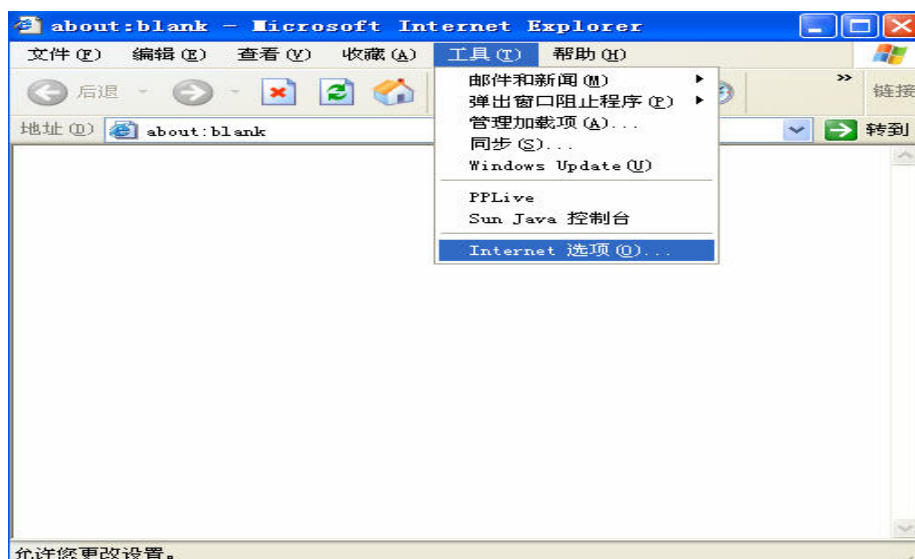 about:blank - Microsoft Internet Explorer
文件(F) 编辑(E) 查看(V) 收藏(A) 工具(T) 帮助(H)
后退 » 链接
地址(D) about:blank 转到
邮件和新闻(M)
弹出窗口阻止程序(P)
管理加载项(A)...
同步(S)...
Windows Update(U)
PPLive
Sun Java 控制台
Internet 选项(O)...
允许您更改设置。